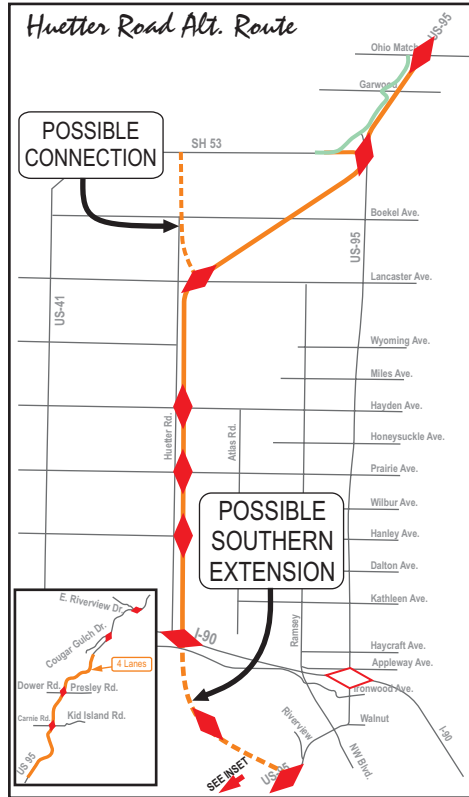 Huetter Road Alt. Route
US-95
Ohio Match
Garwood
POSSIBLE
CONNECTION
SH 53
Boekel Ave.
US-95
Lancaster Ave.
US-41
Wyoming Ave.
Miles Ave.
Hayden Ave.
Huetter Rd.
Atlas Rd.
Honeysuckle Ave.
Prairie Ave.
POSSIBLE
SOUTHERN
EXTENSION
Wilbur Ave.
Hanley Ave.
Dalton Ave.
Kathleen Ave.
E. Riverview Dr.
Cougar Gulch Dr.
4 Lanes
Dower Rd.
Presley Rd.
Carnie Rd.
Kid Island Rd.
US 95
I-90
Ramsey
Haycraft Ave.
Appleway Ave.
Ironwood Ave.
Riverview
Walnut
I-90
NW Blvd.
US-95
SEE INSET